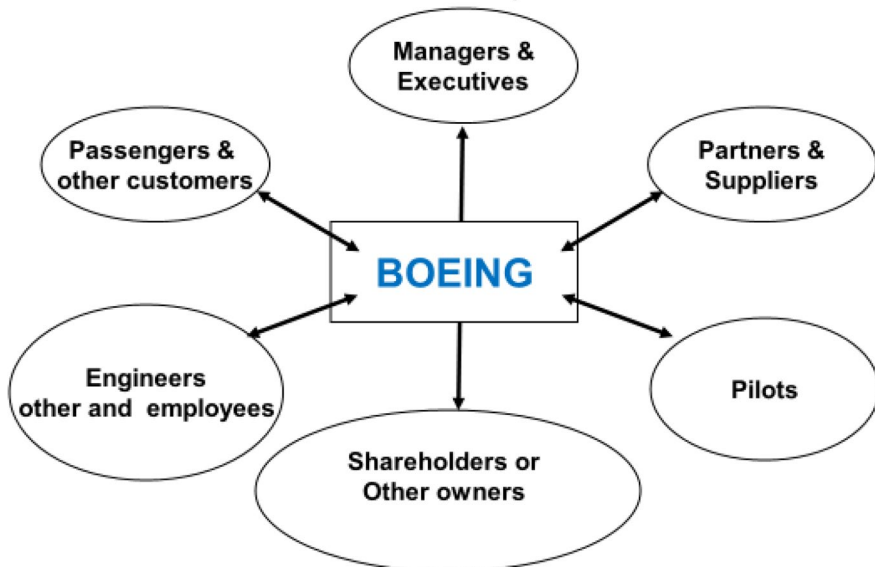 Managers &
Executives
Passengers &
other customers
Partners &
Suppliers
BOEING
Engineers
other and employees
Pilots
Shareholders or
Other owners